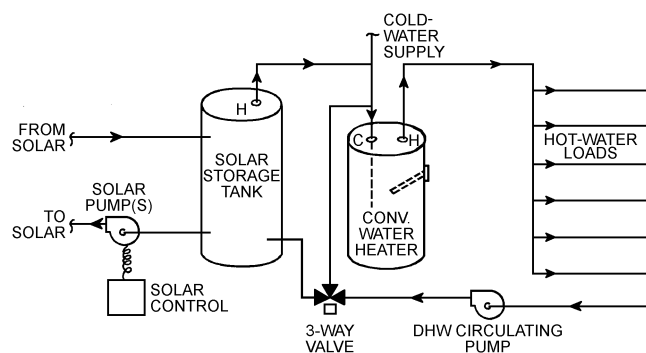 COLD-
WATER
SUPPLY
H
FROM
SOLAR
SOLAR
STORAGE
TANK
C
H
HOT-WATER
LOADS
SOLAR
PUMP(S)
TO
SOLAR
CONV.
WATER
HEATER
SOLAR
CONTROL
3-WAY
VALVE
DHW CIRCULATING
PUMP